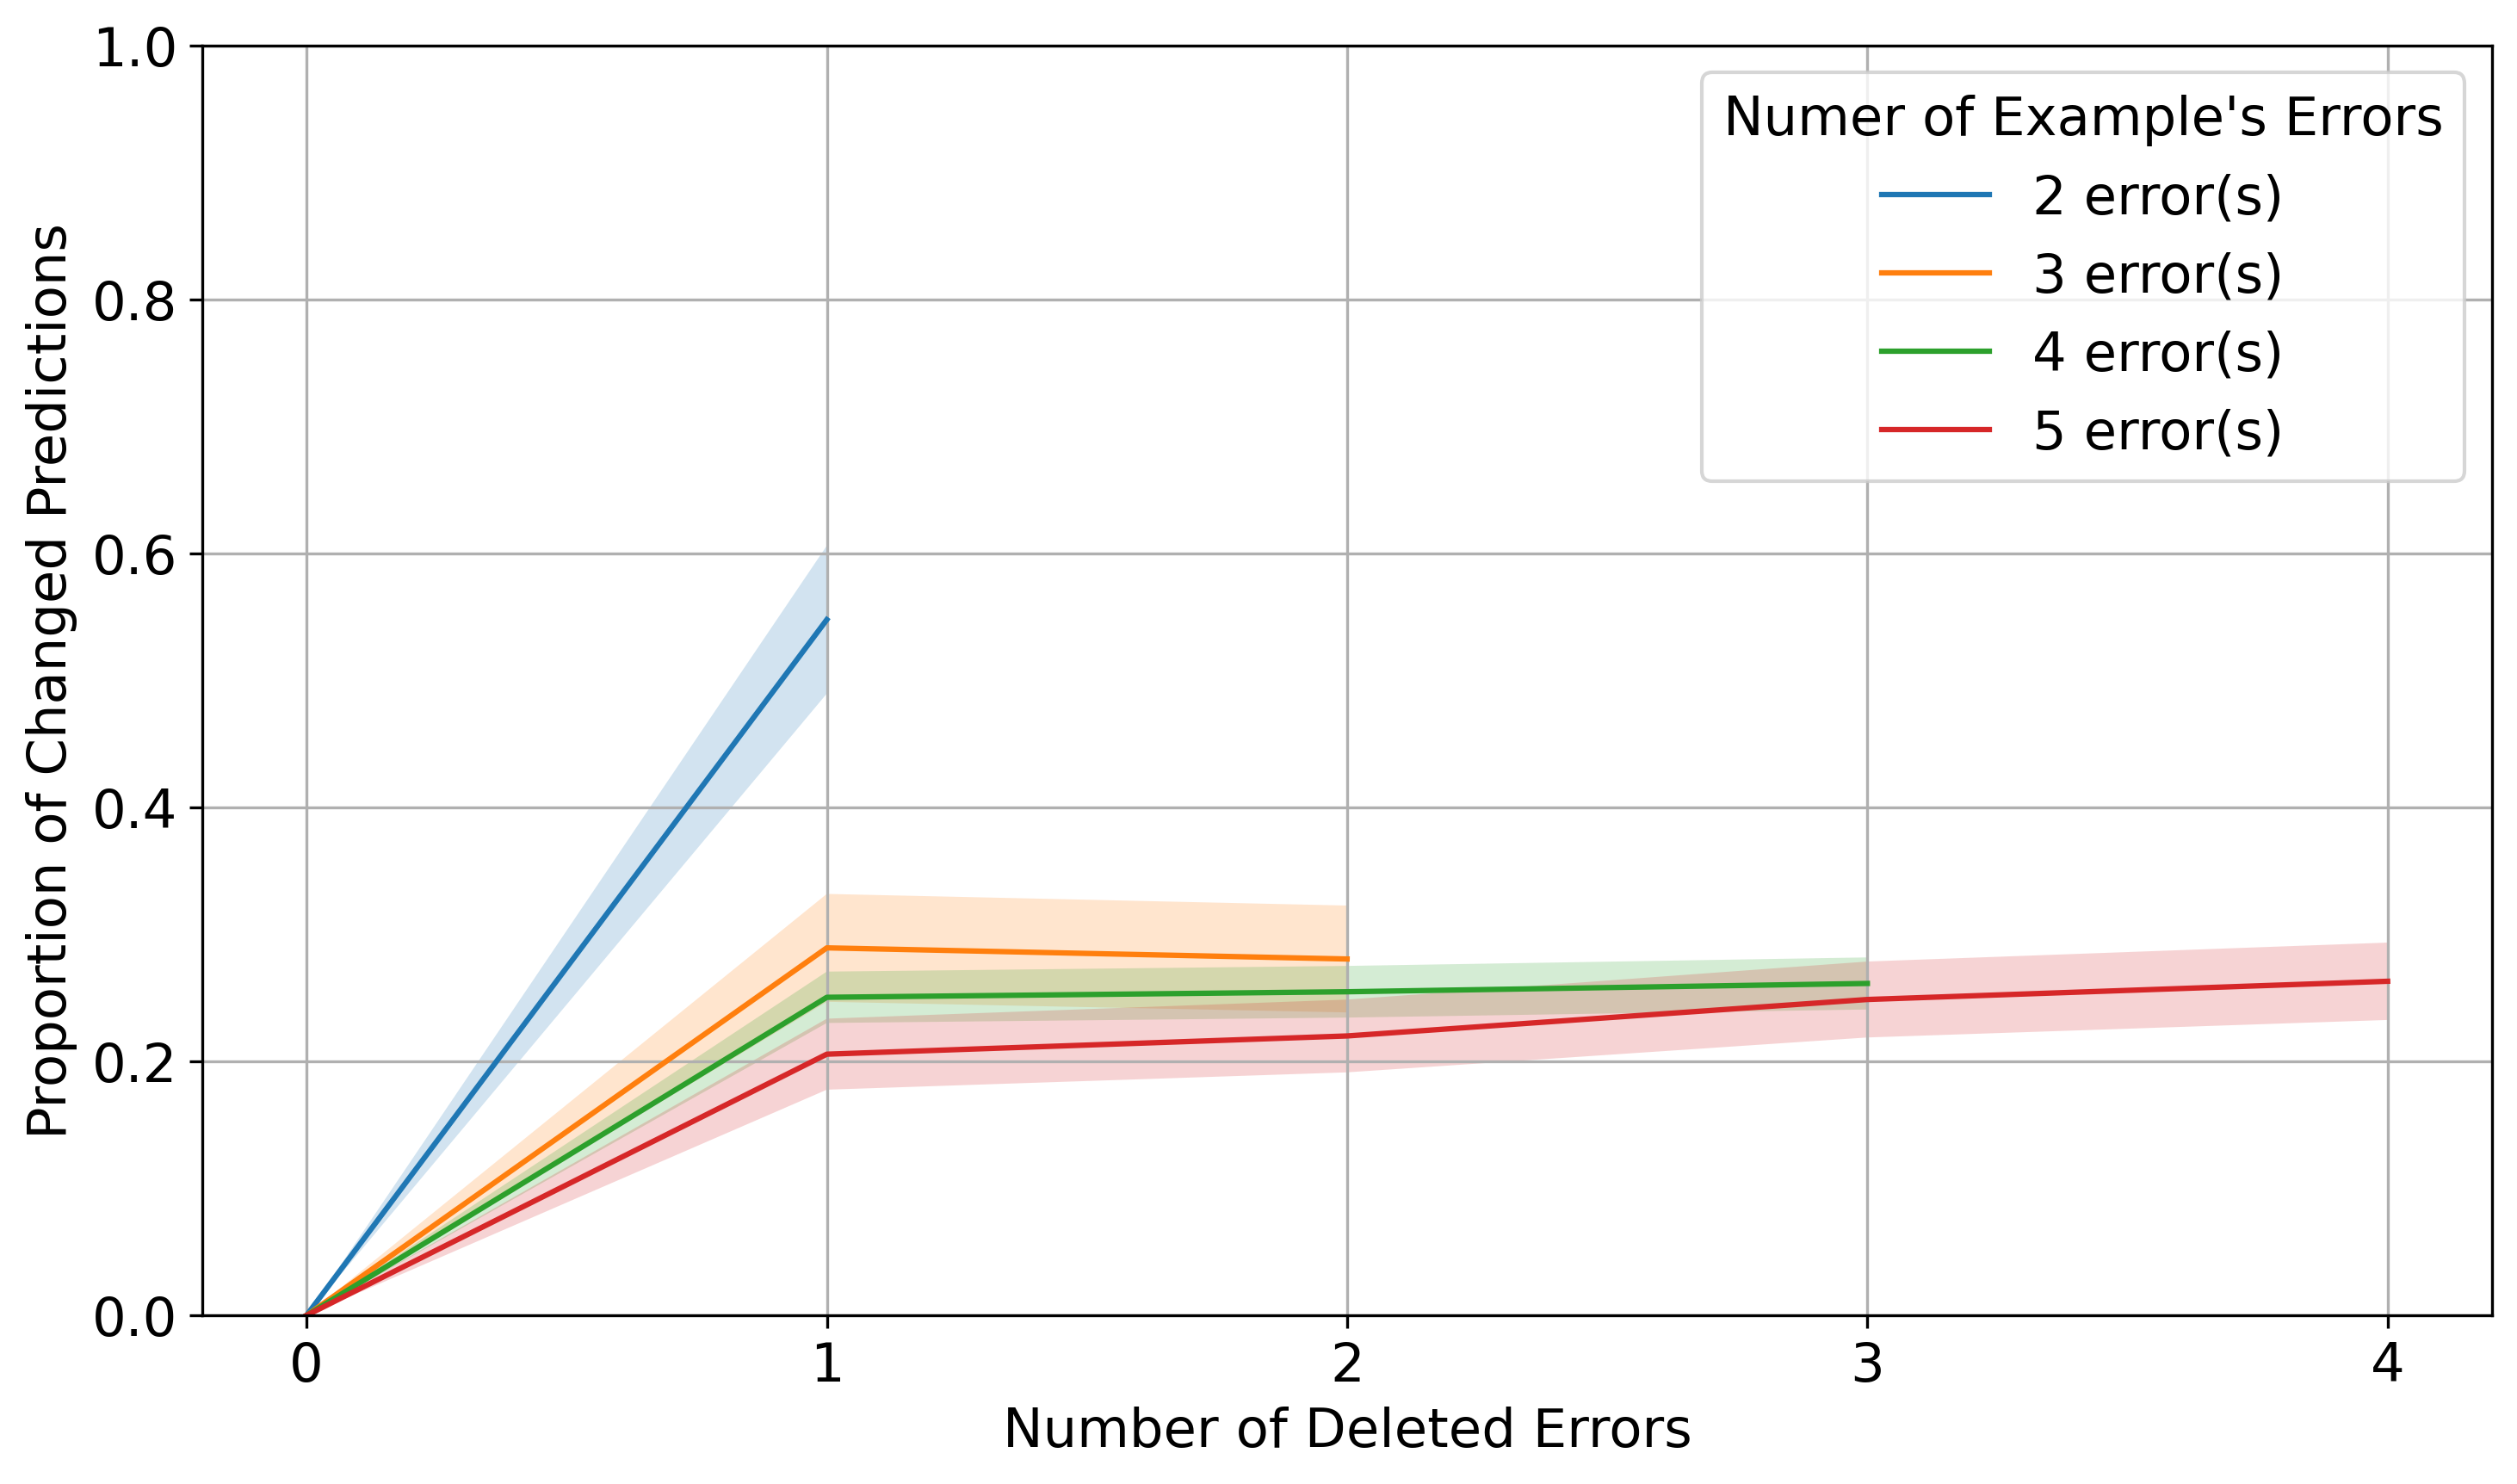 1.0
0.8
0.6
0.4
0.2
0.0
Proportion of Changed Predictions
Numer of Example's Errors
2 error(s)
3 error(s)
4 error(s)
5 error(s)
0 1 2 3 4
Number of Deleted Errors